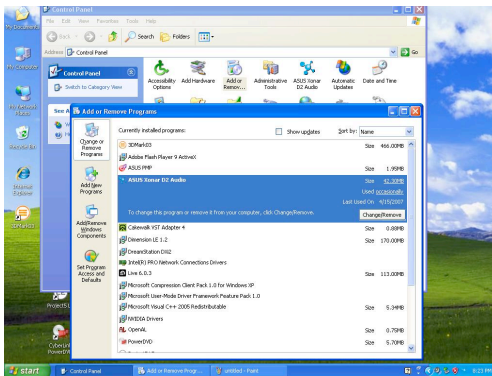 Control Panel
File Edit View Favorites Tools Help
Back Search Folders
Address Control Panel Go
My Documents
My Computer
My Network Places
Recycle Bin
Internet Explorer
3DMark03
Control Panel
Switch to Category View
See A
Accessibility Options
Add Hardware
Add or Remov...
Administrative Tools
ASUS Xonar D2 Audio
Automatic Updates
Date and Time
Add or Remove Programs
Change or Remove Programs
Add New Programs
Add/Remove Windows Components
Set Program Access and Defaults
Currently installed programs:
Show updates
Sort by: Name
3DMark03 Size 466.00MB
Adobe Flash Player 9 ActiveX
ASUS PMP Size 1.95MB
ASUS Xonar D2 Audio Size 42.30MB
Used occasionally
Last Used On 4/15/2007
To change this program or remove it from your computer, click Change/Remove.
Change/Remove
Cakewalk VST Adapter 4 Size 0.88MB
Dimension LE 1.2 Size 170.00MB
DreamStation DXi2
Intel(R) PRO Network Connections Drivers
Live 6.0.3 Size 113.00MB
Microsoft Compression Client Pack 1.0 for Windows XP
Microsoft User-Mode Driver Framework Feature Pack 1.0
Microsoft Visual C++ 2005 Redistributable Size 5.34MB
NVIDIA Drivers
OpenAL Size 0.75MB
PowerDVD Size 5.70MB
start
Control Panel
Add or Remove Progr...
untitled - Paint
8:23 PM